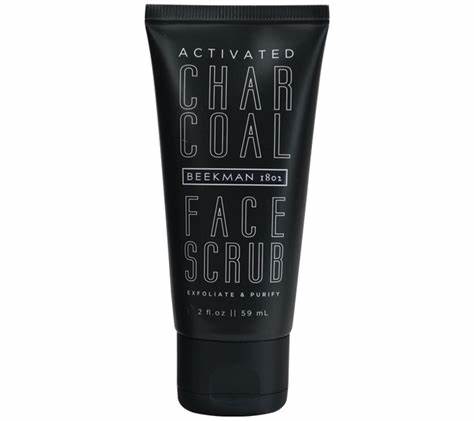 ACTIVATED
CHAR
COAL
BEEKMAN 1802
FACE
SCRUB
EXFOLIATE & PURIFY
2 fl.oz || 59 mL